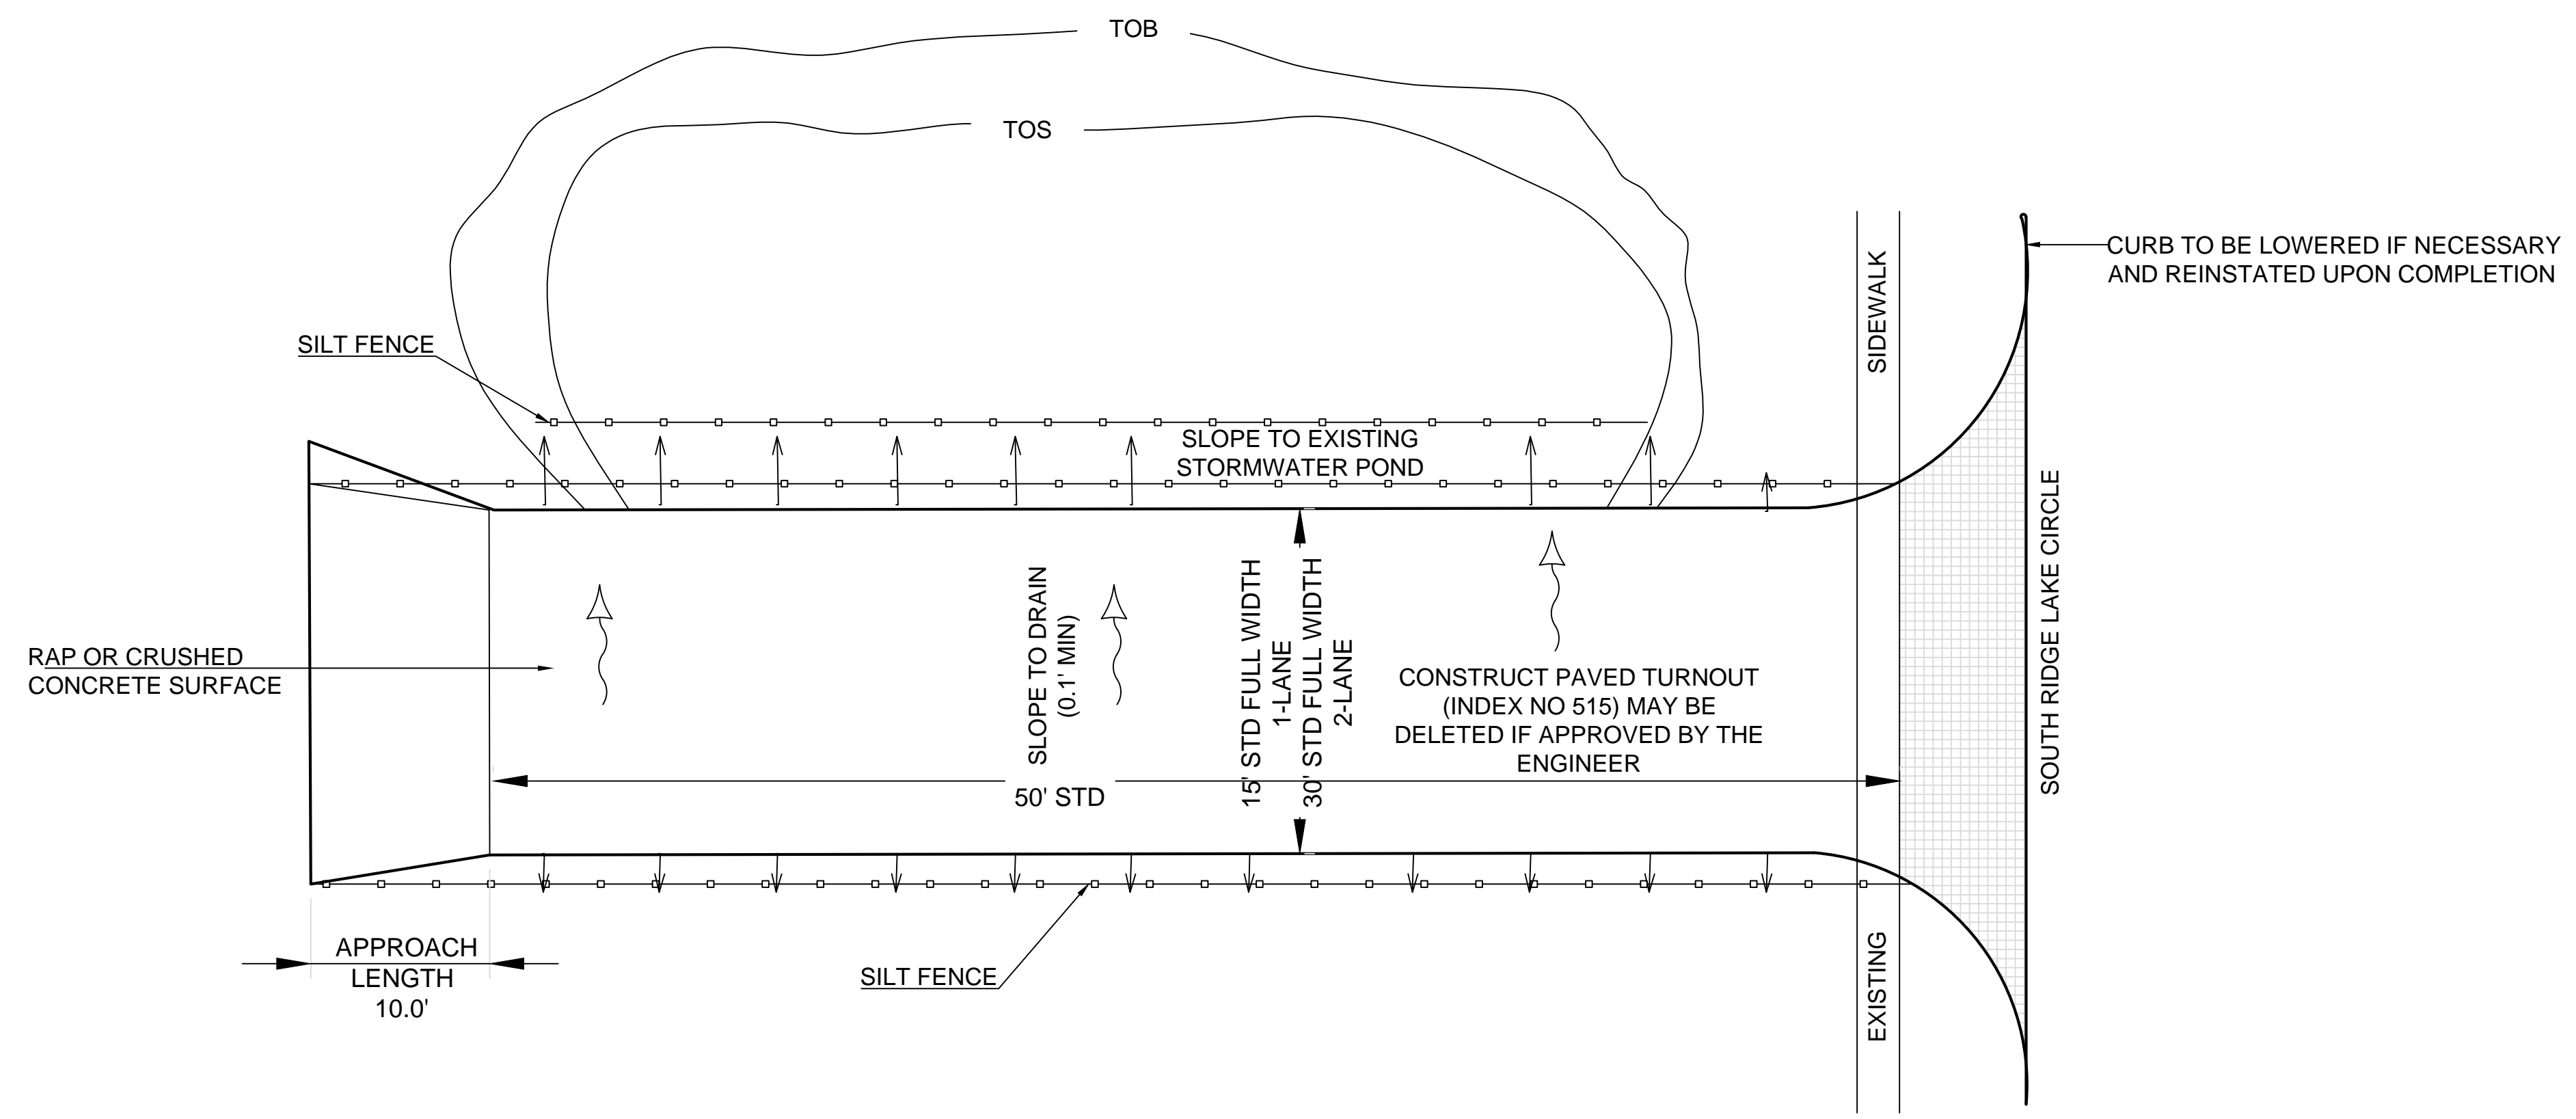 TOB
TOS
CURB TO BE LOWERED IF NECESSARY
AND REINSTATED UPON COMPLETION
SIDEWALK
SILT FENCE
SLOPE TO EXISTING
STORMWATER POND
SOUTH RIDGE LAKE CIRCLE
RAP OR CRUSHED
CONCRETE SURFACE
SLOPE TO DRAIN
(0.1' MIN)
15' STD FULL WIDTH
1-LANE
30' STD FULL WIDTH
2-LANE
CONSTRUCT PAVED TURNOUT
(INDEX NO 515) MAY BE
DELETED IF APPROVED BY THE
ENGINEER
50' STD
APPROACH
LENGTH
10.0'
SILT FENCE
EXISTING